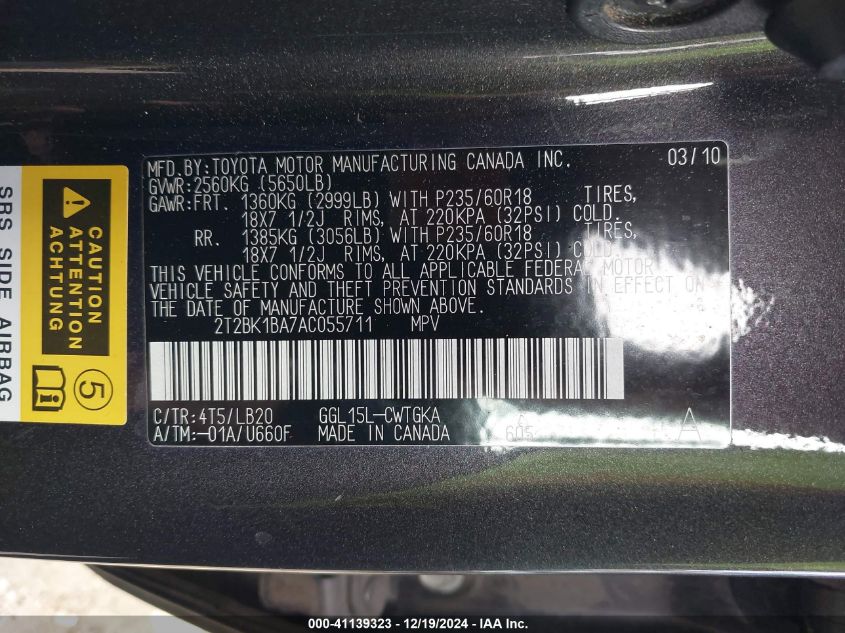 MFD.BY:TOYOTA MOTOR MANUFACTURING CANADA INC. 03/10
GVWR:2560KG (5650LB)
GAWR:FRT. 1360KG (2999LB) WITH P235/60R18 TIRES,
18X7 1/2J RIMS, AT 220KPA (32PSI) COLD.
RR. 1385KG (3056LB) WITH P235/60R18 TIRES,
18X7 1/2J RIMS, AT 220KPA (32PSI) COLD.
THIS VEHICLE CONFORMS TO ALL APPLICABLE FEDERAL MOTOR
VEHICLE SAFETY AND THEFT PREVENTION STANDARDS IN EFFECT ON
THE DATE OF MANUFACTURE SHOWN ABOVE.
2T2BK1BA7AC055711 MPV
C/TR:4T5/LB20 GGL15L-CWTGKA
A/TM:-01A/U660F MADE IN CANADA 605 A
SRS SIDE AIRBAG
CAUTION
ATTENTION
ACHTUNG
5
000-41139323 - 12/19/2024 - IAA Inc.